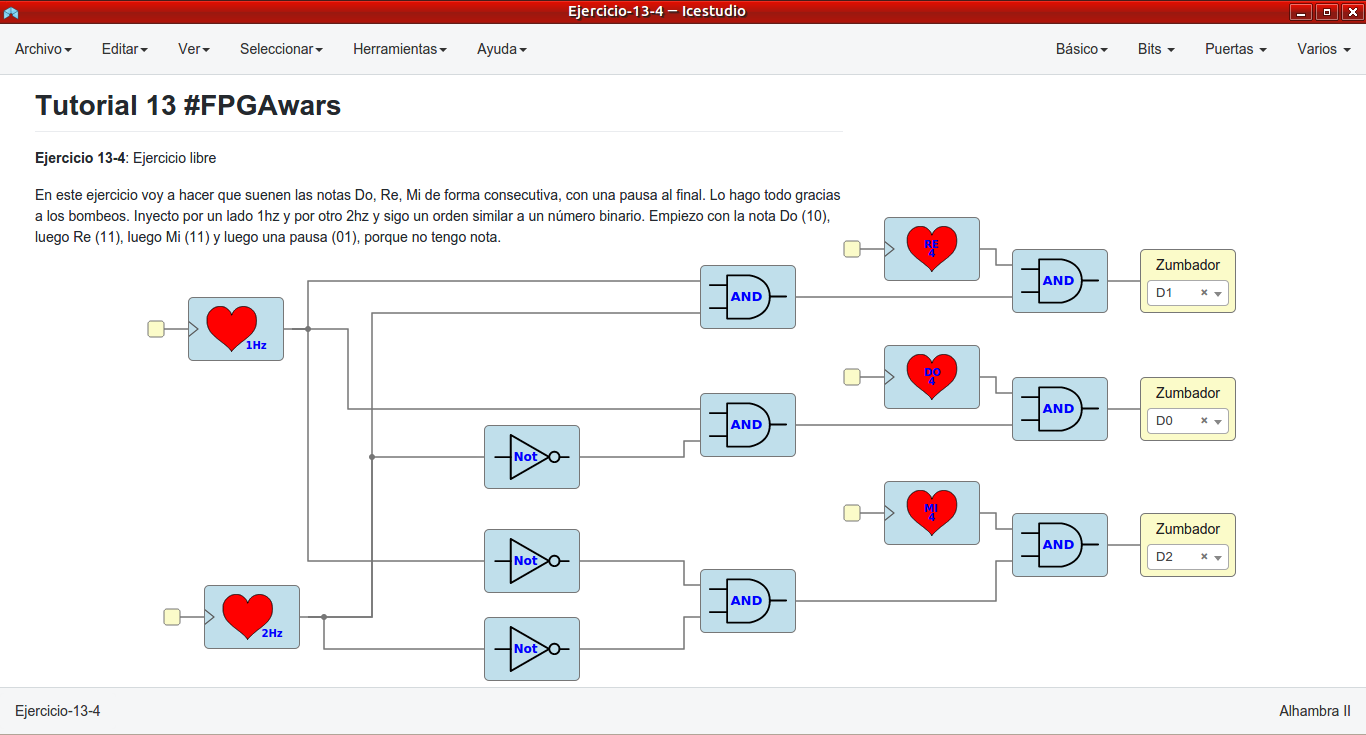 Ejercicio-13-4 — Icestudio
Archivo Editar Ver Seleccionar Herramientas Ayuda Básico Bits Puertas Varios
Tutorial 13 #FPGAwars
Ejercicio 13-4: Ejercicio libre
En este ejercicio voy a hacer que suenen las notas Do, Re, Mi de forma consecutiva, con una pausa al final. Lo hago todo gracias
a los bombeos. Inyecto por un lado 1hz y por otro 2hz y sigo un orden similar a un número binario. Empiezo con la nota Do (10),
luego Re (11), luego Mi (11) y luego una pausa (01), porque no tengo nota.
RE
4
AND
Zumbador
D1
AND
1Hz
DO
4
AND
Zumbador
D0
AND
Not
MI
4
AND
Zumbador
D2
Not
AND
2Hz
Not
Ejercicio-13-4
Alhambra II